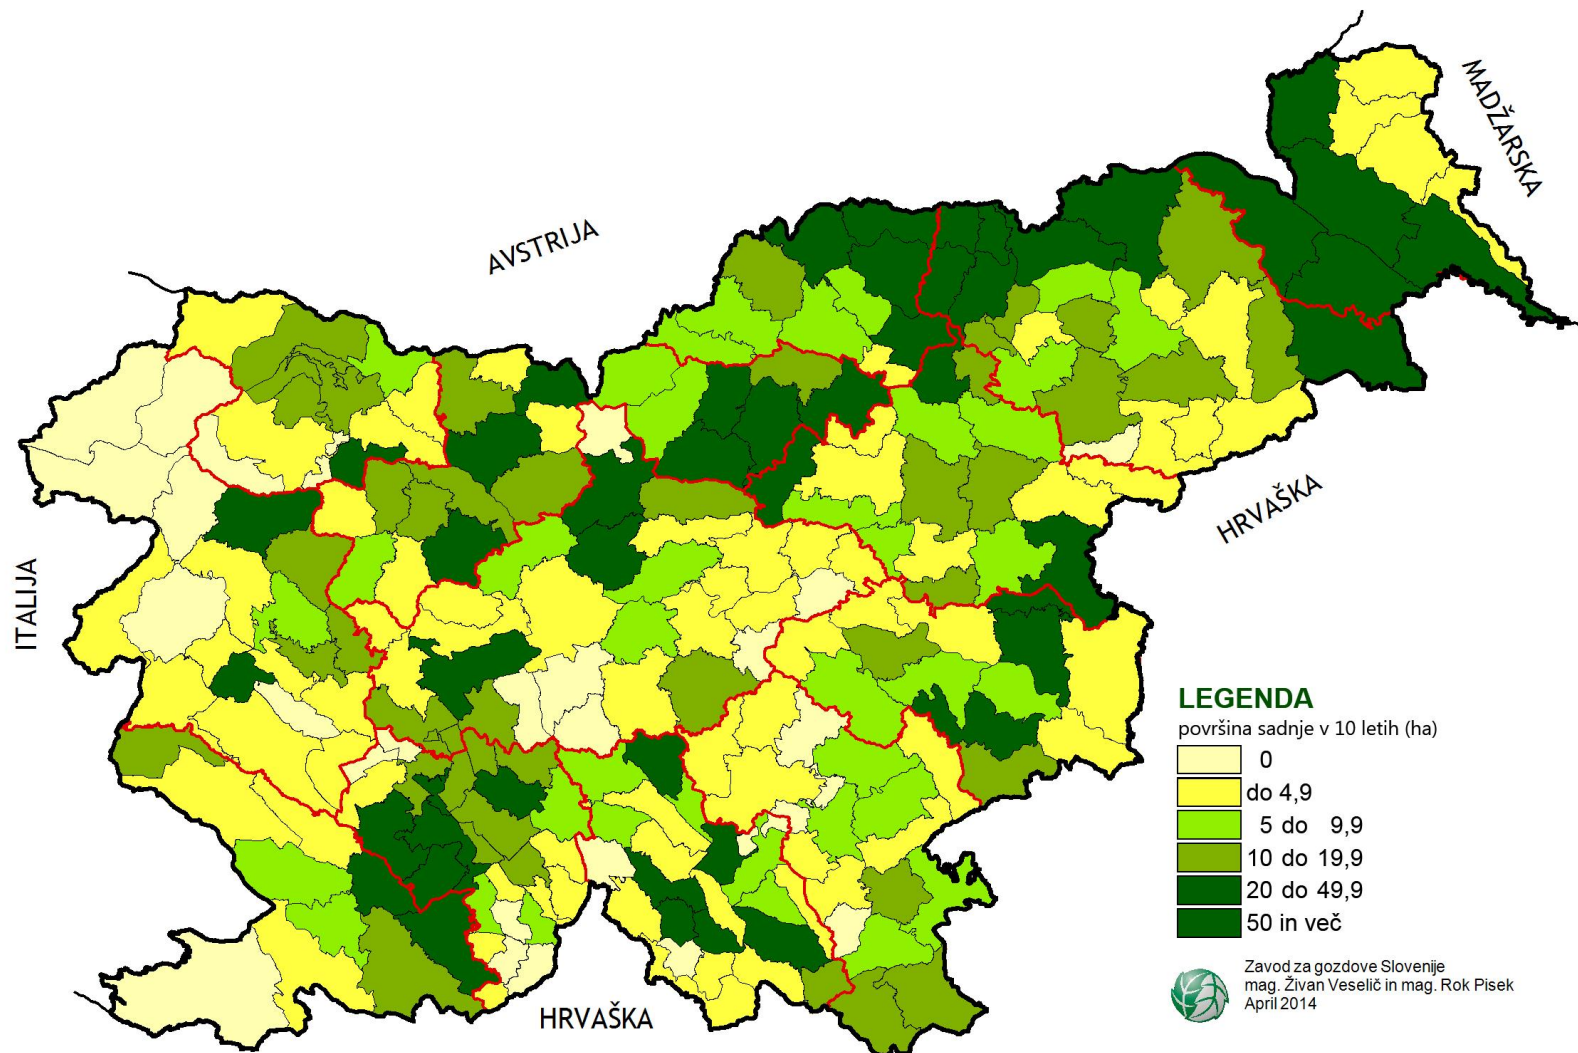 MADŽARSKA
AVSTRIJA
HRVAŠKA
ITALIJA
HRVAŠKA
LEGENDA
površina sadnje v 10 letih (ha)
0
do 4,9
5 do 9,9
10 do 19,9
20 do 49,9
50 in več
Zavod za gozdove Slovenije
mag. Živan Veselič in mag. Rok Pisek
April 2014